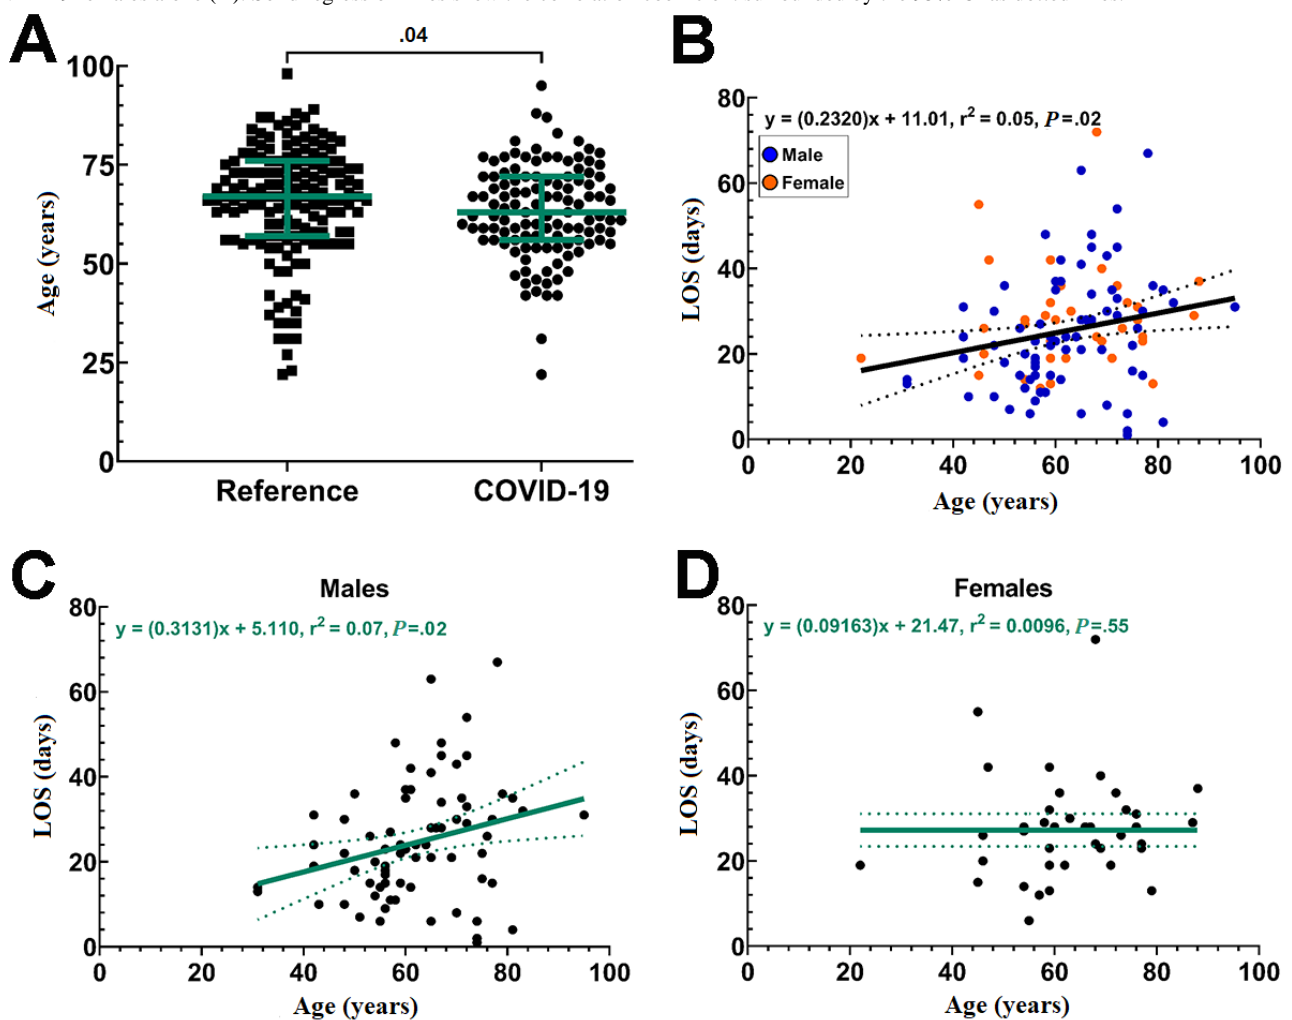 A
.04
100
75
50
25
0
Age (years)
Reference
COVID-19
B
y = (0.2320)x + 11.01, r² = 0.05, P=.02
Male
Female
80
60
40
20
0
LOS (days)
0 20 40 60 80 100
Age (years)
C
Males
y = (0.3131)x + 5.110, r² = 0.07, P=.02
80
60
40
20
0
LOS (days)
0 20 40 60 80 100
Age (years)
D
Females
y = (0.09163)x + 21.47, r² = 0.0096, P=.55
80
60
40
20
0
LOS (days)
0 20 40 60 80 100
Age (years)